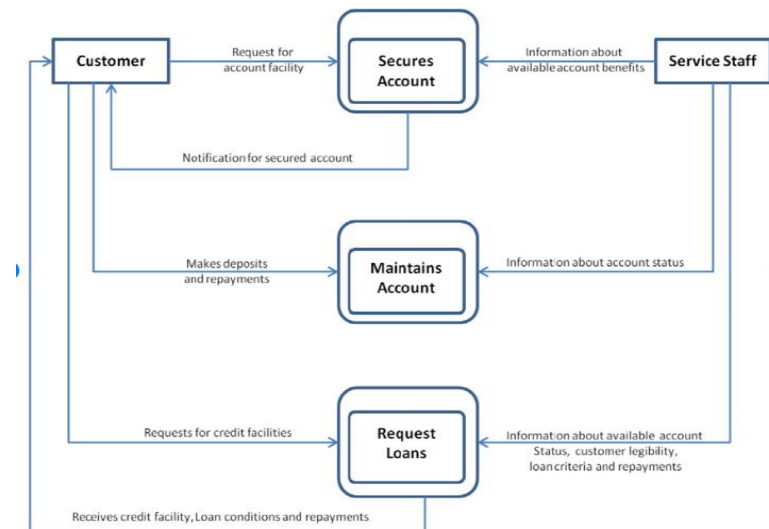 Customer
Request for
account facility
Secures
Account
Information about
available account benefits
Service Staff
Notification for secured account
Makes deposits
and repayments
Maintains
Account
Information about account status
Requests for credit facilities
Request
Loans
Information about available account
Status, customer legibility,
loan criteria and repayments
Receives credit facility, Loan conditions and repayments